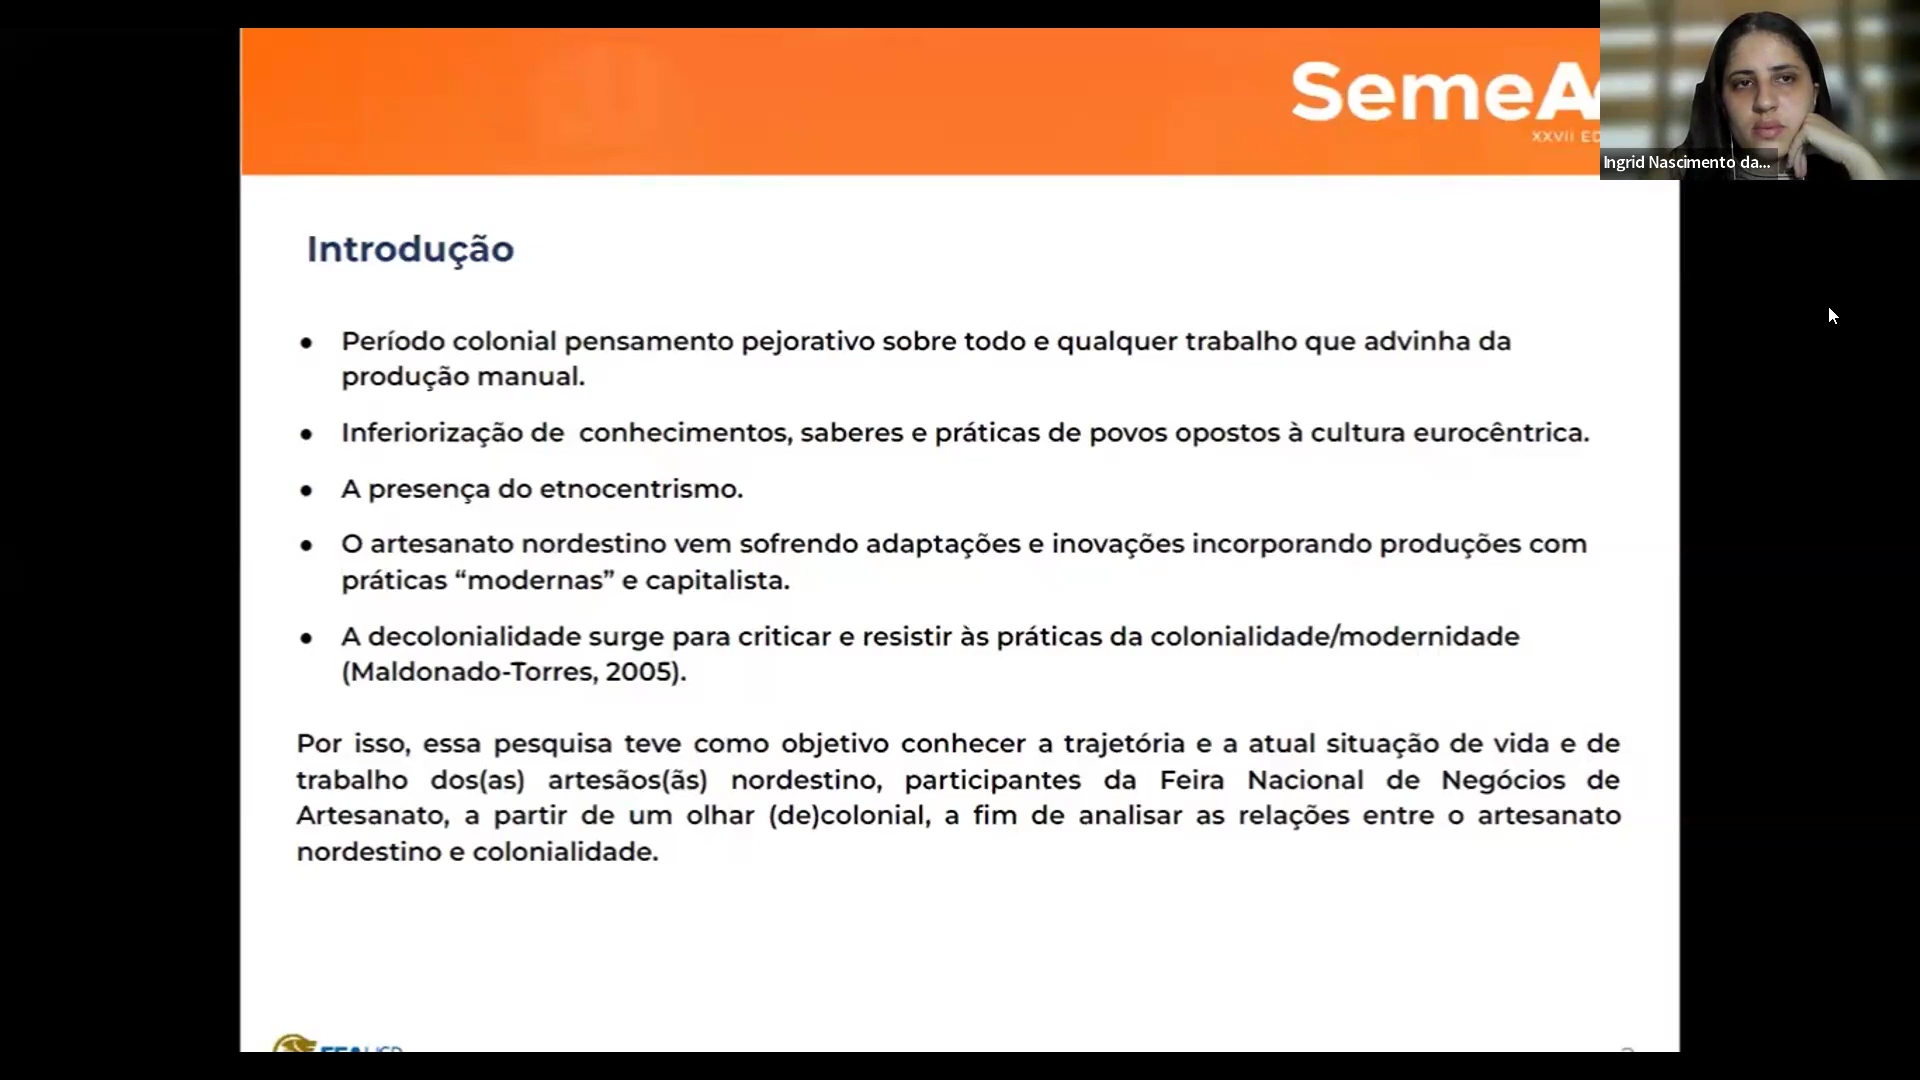 SemeA
XXVII ED
Ingrid Nascimento da...
Introdução
• Período colonial pensamento pejorativo sobre todo e qualquer trabalho que advinha da
produção manual.
• Inferiorização de conhecimentos, saberes e práticas de povos opostos à cultura eurocêntrica.
• A presença do etnocentrismo.
• O artesanato nordestino vem sofrendo adaptações e inovações incorporando produções com
práticas “modernas” e capitalista.
• A decolonialidade surge para criticar e resistir às práticas da colonialidade/modernidade
(Maldonado-Torres, 2005).
Por isso, essa pesquisa teve como objetivo conhecer a trajetória e a atual situação de vida e de
trabalho dos(as) artesãos(ãs) nordestino, participantes da Feira Nacional de Negócios de
Artesanato, a partir de um olhar (de)colonial, a fim de analisar as relações entre o artesanato
nordestino e colonialidade.